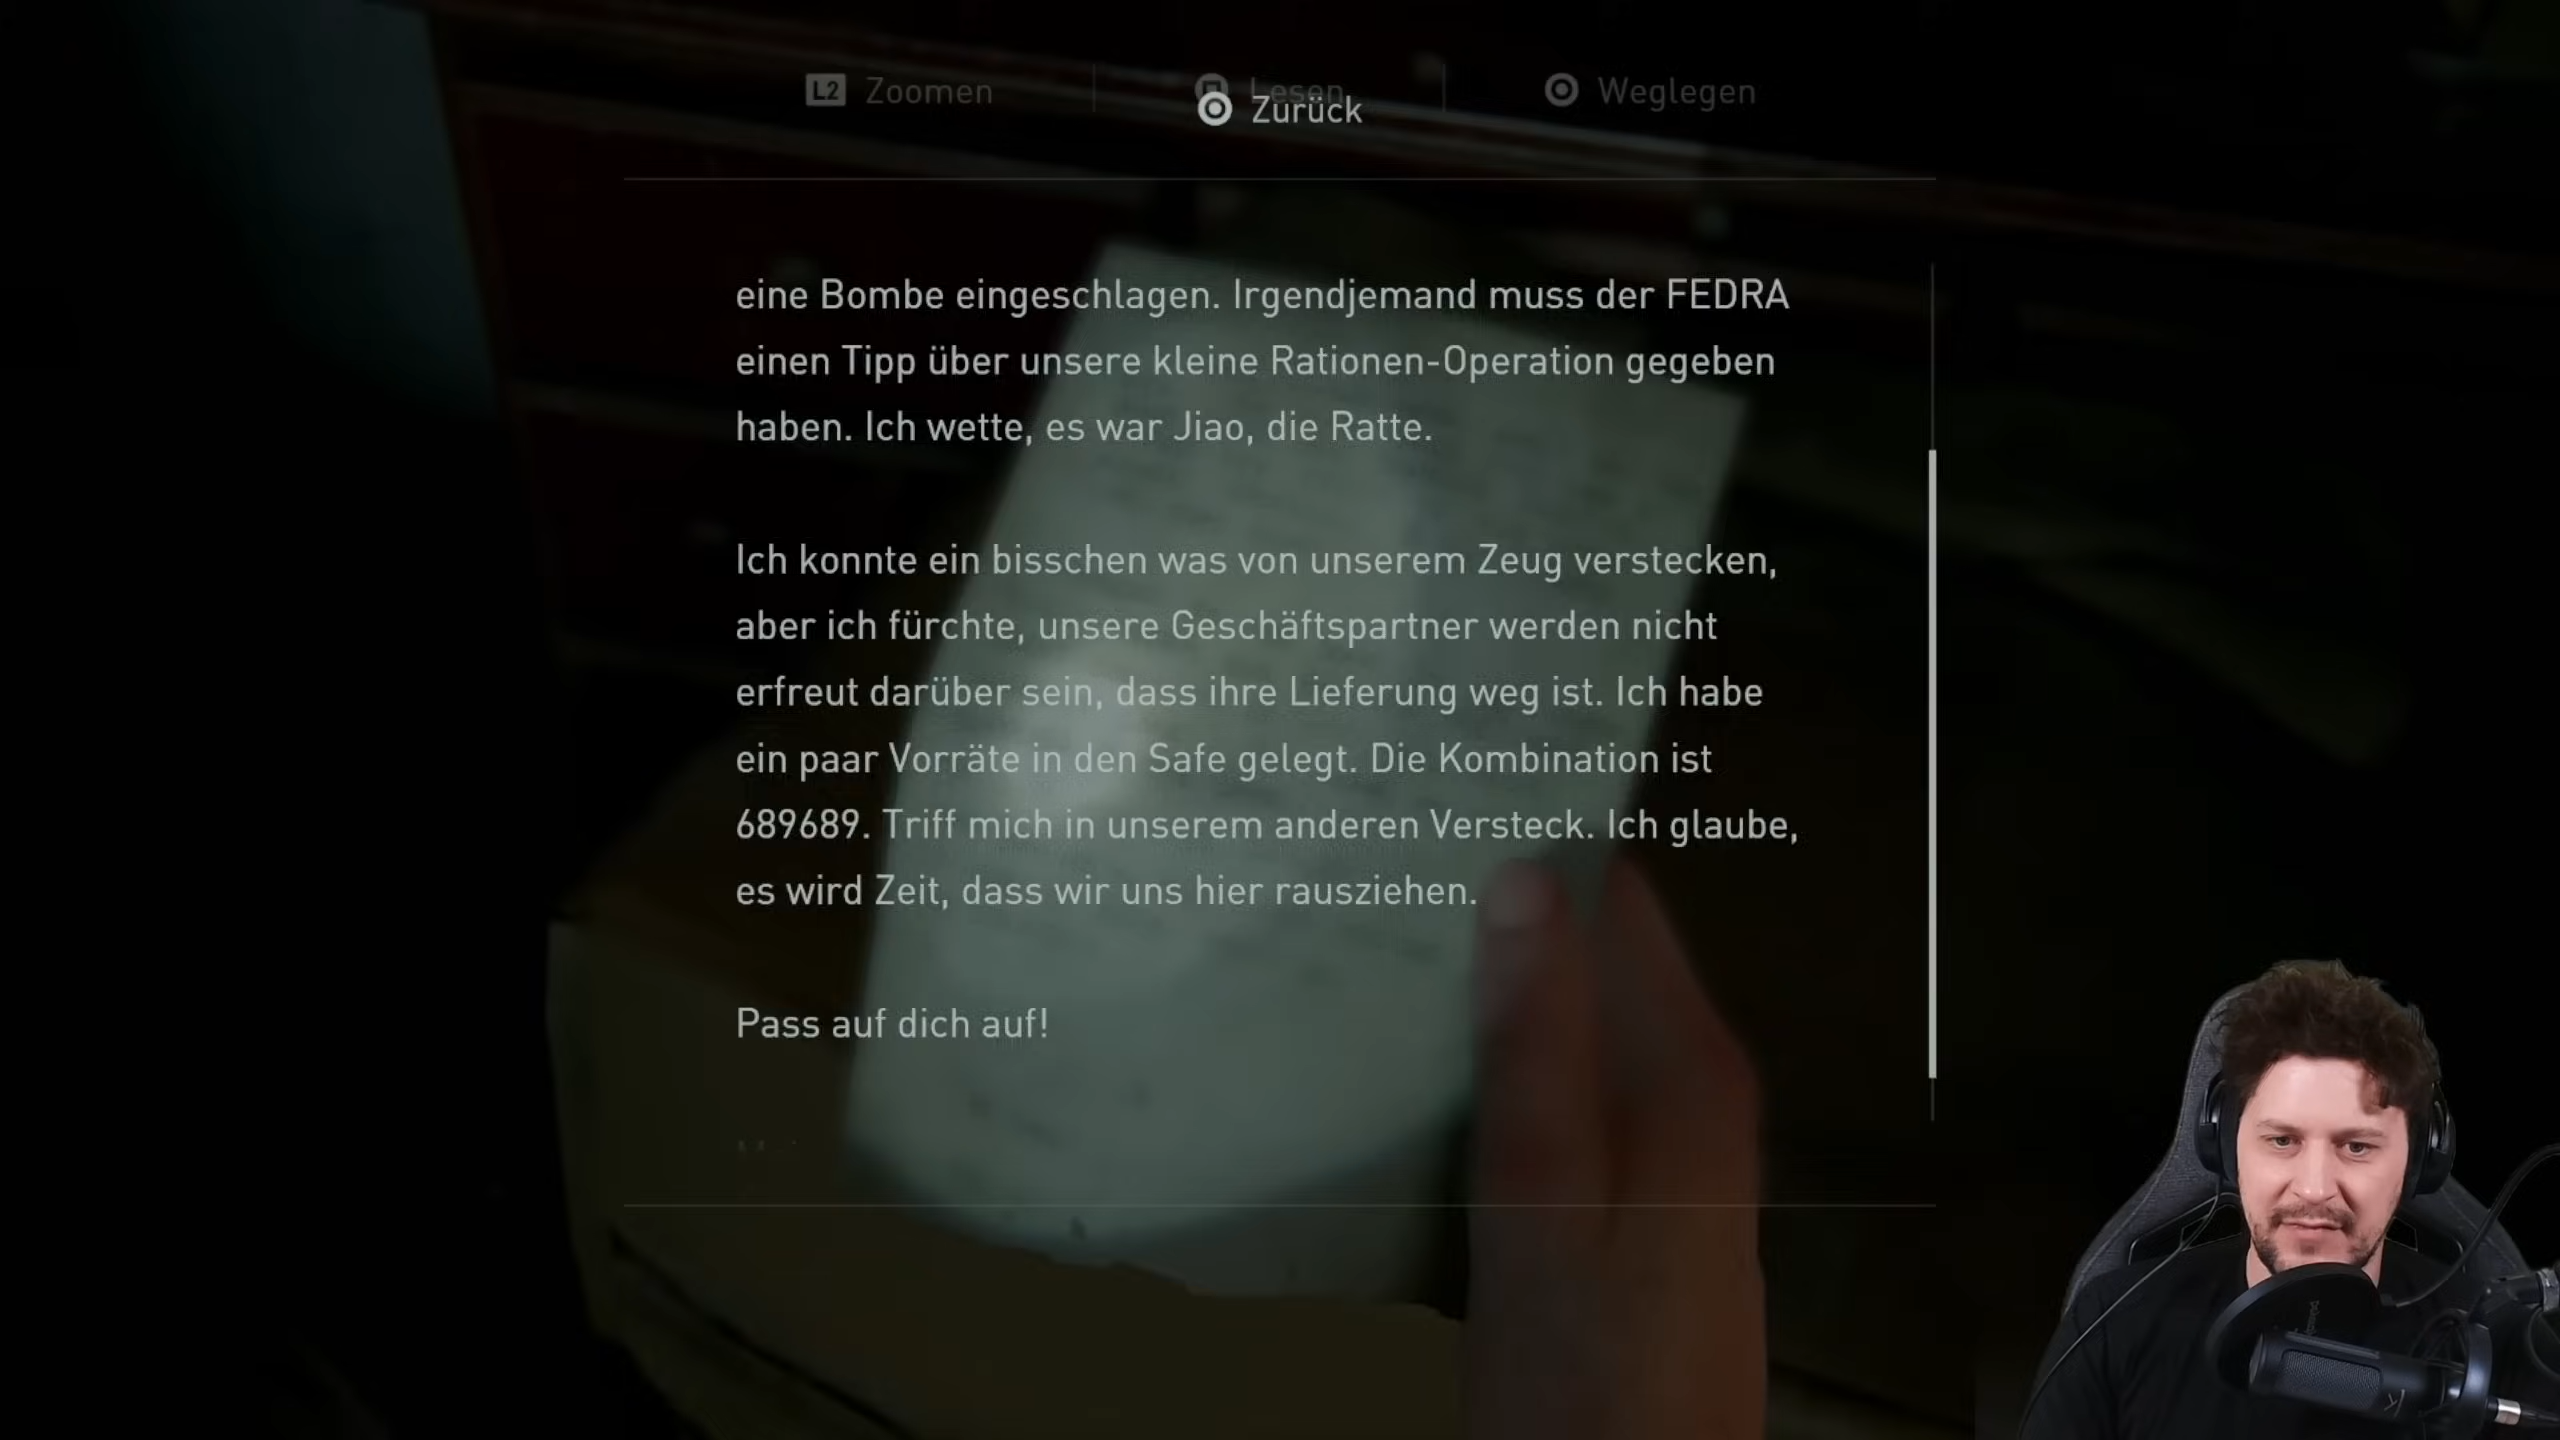 L2 Zoomen
Lesen
Weglegen
Zurück
eine Bombe eingeschlagen. Irgendjemand muss der FEDRA
einen Tipp über unsere kleine Rationen-Operation gegeben
haben. Ich wette, es war Jiao, die Ratte.
Ich konnte ein bisschen was von unserem Zeug verstecken,
aber ich fürchte, unsere Geschäftspartner werden nicht
erfreut darüber sein, dass ihre Lieferung weg ist. Ich habe
ein paar Vorräte in den Safe gelegt. Die Kombination ist
689689. Triff mich in unserem anderen Versteck. Ich glaube,
es wird Zeit, dass wir uns hier rausziehen.
Pass auf dich auf!